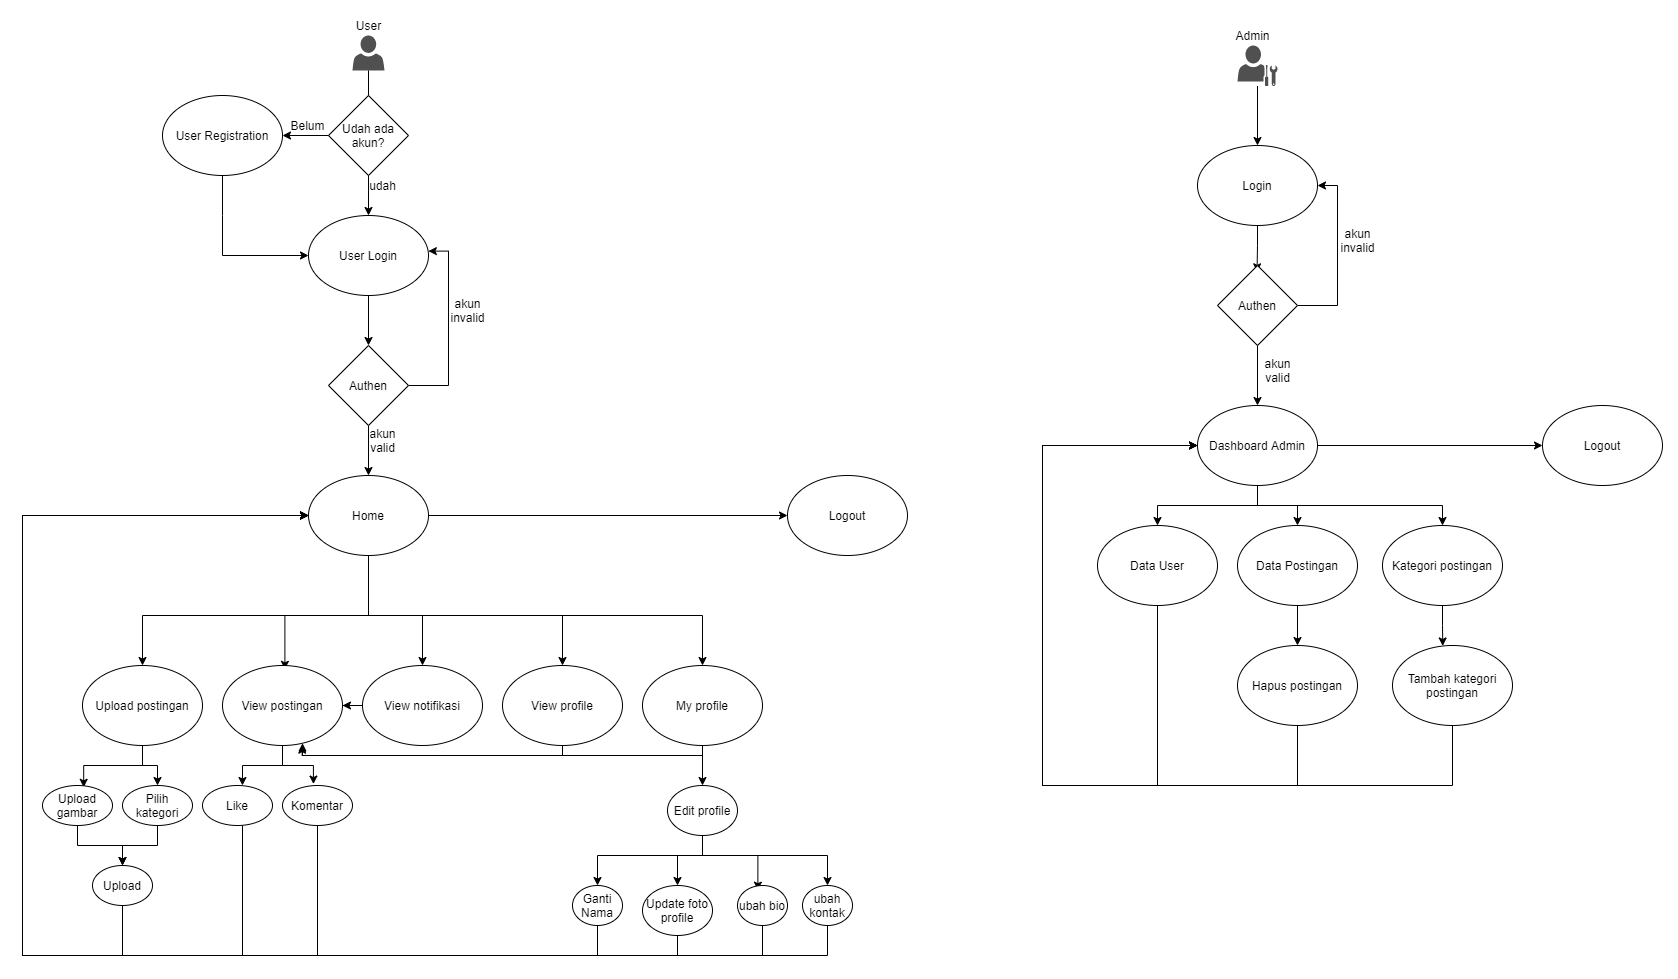 User
Udah ada
akun?
Belum
User Registration
udah
User Login
akun
invalid
Authen
akun
valid
Home
Logout
Upload postingan
View postingan
View notifikasi
View profile
My profile
Upload
gambar
Pilih
kategori
Like
Komentar
Edit profile
Upload
Ganti
Nama
Update foto
profile
ubah bio
ubah
kontak
Admin
Login
akun
invalid
Authen
akun
valid
Dashboard Admin
Logout
Data User
Data Postingan
Kategori postingan
Hapus postingan
Tambah kategori
postingan